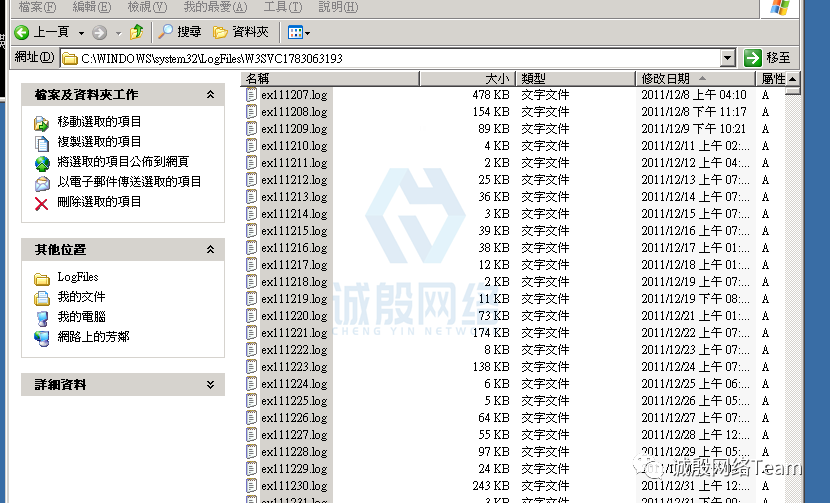 檔案(F) 編輯(E) 檢視(V) 我的最愛(A) 工具(T) 說明(H)
上一頁 搜尋 資料夾
網址(D) C:\WINDOWS\system32\LogFiles\W3SVC1783063193 移至
檔案及資料夾工作
移動選取的項目
複製選取的項目
將選取的項目公佈到網頁
以電子郵件傳送選取的項目
刪除選取的項目
其他位置
LogFiles
我的文件
我的電腦
網路上的芳鄰
詳細資料
名稱 大小 類型 修改日期 屬性
ex111207.log 478 KB 文字文件 2011/12/8 上午 04:10 A
ex111208.log 154 KB 文字文件 2011/12/8 下午 11:17 A
ex111209.log 89 KB 文字文件 2011/12/9 下午 10:21 A
ex111210.log 4 KB 文字文件 2011/12/11 上午 02:... A
ex111211.log 2 KB 文字文件 2011/12/12 上午 04:... A
ex111212.log 25 KB 文字文件 2011/12/13 上午 07:... A
ex111213.log 36 KB 文字文件 2011/12/14 上午 07:... A
ex111214.log 3 KB 文字文件 2011/12/15 上午 07:... A
ex111215.log 39 KB 文字文件 2011/12/16 上午 07:... A
ex111216.log 38 KB 文字文件 2011/12/17 上午 01:... A
ex111217.log 12 KB 文字文件 2011/12/18 上午 01:... A
ex111218.log 2 KB 文字文件 2011/12/19 上午 07:... A
ex111219.log 11 KB 文字文件 2011/12/19 下午 08:... A
ex111220.log 73 KB 文字文件 2011/12/21 上午 01:... A
ex111221.log 174 KB 文字文件 2011/12/22 上午 07:... A
ex111222.log 8 KB 文字文件 2011/12/23 上午 07:... A
ex111223.log 138 KB 文字文件 2011/12/24 上午 07:... A
ex111224.log 6 KB 文字文件 2011/12/25 上午 06:... A
ex111225.log 5 KB 文字文件 2011/12/26 上午 05:... A
ex111226.log 64 KB 文字文件 2011/12/27 上午 07:... A
ex111227.log 55 KB 文字文件 2011/12/28 上午 12:... A
ex111228.log 97 KB 文字文件 2011/12/29 上午 05:... A
ex111229.log 24 KB 文字文件
ex111230.log 243 KB 文字文件 2011/12/31 上午 12:... A
诚殷网络
CHENG YIN NETWORK
诚殷网络Team